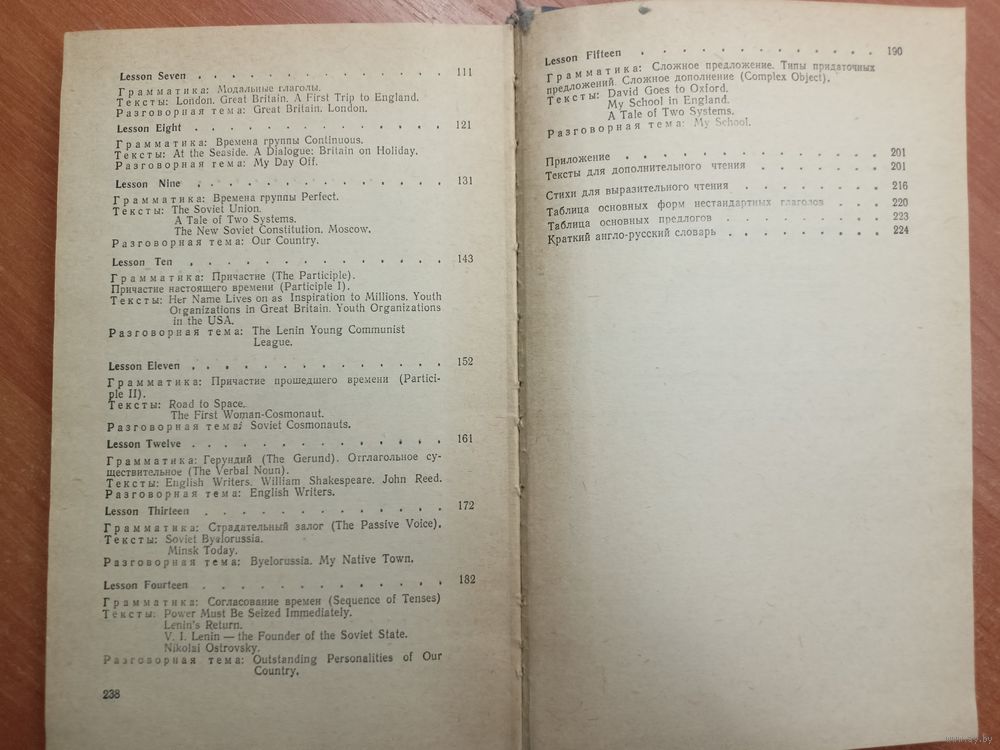 Lesson Seven . . . . . . . . . . . . . 111
Грамматика: Модальные глаголы.
Тексты: London. Great Britain. A First Trip to England.
Разговорная тема: Great Britain. London.
Lesson Eight . . . . . . . . . . . . . 121
Грамматика: Времена группы Continuous.
Тексты: At the Seaside. A Dialogue: Britain on Holiday.
Разговорная тема: My Day Off.
Lesson Nine . . . . . . . . . . . . . 131
Грамматика: Времена группы Perfect.
Тексты: The Soviet Union.
A Tale of Two Systems.
The New Soviet Constitution. Moscow.
Разговорная тема: Our Country.
Lesson Ten . . . . . . . . . . . . . 143
Грамматика: Причастие (The Participle).
Причастие настоящего времени (Participle I).
Тексты: Her Name Lives on as Inspiration to Millions. Youth
Organizations in Great Britain. Youth Organizations
in the USA.
Разговорная тема: The Lenin Young Communist
League.
Lesson Eleven . . . . . . . . . . . . . 152
Грамматика: Причастие прошедшего времени (Partici-
ple II).
Тексты: Road to Space.
The First Woman-Cosmonaut.
Разговорная тема: Soviet Cosmonauts.
Lesson Twelve . . . . . . . . . . . . . 161
Грамматика: Герундий (The Gerund). Отглагольное су-
ществительное (The Verbal Noun).
Тексты: English Writers. William Shakespeare. John Reed.
Разговорная тема: English Writers.
Lesson Thirteen . . . . . . . . . . . . 172
Грамматика: Страдательный залог (The Passive Voice).
Тексты: Soviet Byelorussia.
Minsk Today.
Разговорная тема: Byelorussia. My Native Town.
Lesson Fourteen . . . . . . . . . . . . 182
Грамматика: Согласование времен (Sequence of Tenses)
Тексты: Power Must Be Seized Immediately.
Lenin's Return.
V. I. Lenin — the Founder of the Soviet State.
Nikolai Ostrovsky.
Разговорная тема: Outstanding Personalities of Our
Country.
238
Lesson Fifteen . . . . . . . . . . . . 190
Грамматика: Сложное предложение. Типы придаточных
предложений. Сложное дополнение (Complex Object).
Тексты: David Goes to Oxford.
My School in England.
A Tale of Two Systems.
Разговорная тема: My School.
Приложение . . . . . . . . . . . . . 201
Тексты для дополнительного чтения . . . . . . . 201
Стихи для выразительного чтения . . . . . . . . 216
Таблица основных форм нестандартных глаголов . . . 220
Таблица основных предлогов . . . . . . . . . 223
Краткий англо-русский словарь . . . . . . . . . 224